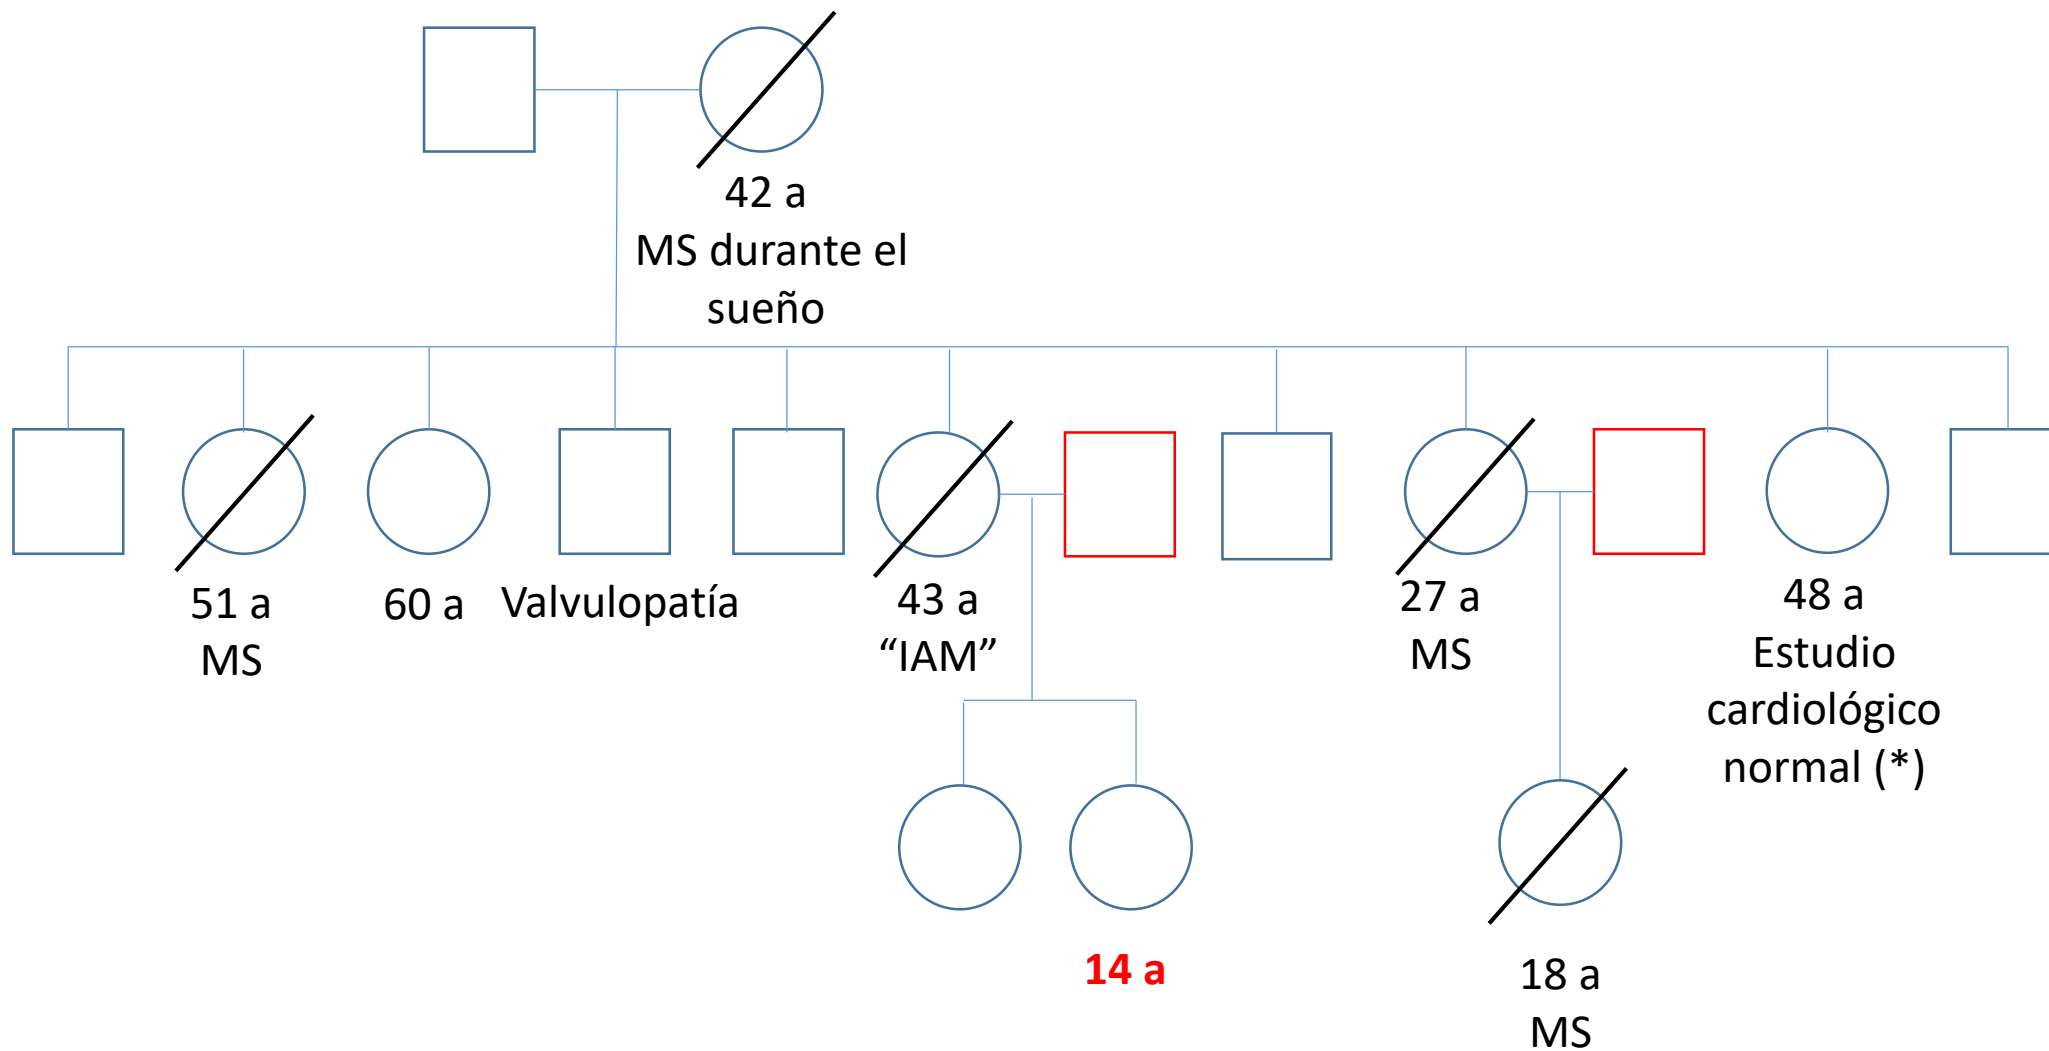 42 a
MS durante el
sueño
51 a
MS
60 a
Valvulopatía
43 a
“IAM”
27 a
MS
48 a
Estudio
cardiológico
normal (*)
14 a
18 a
MS